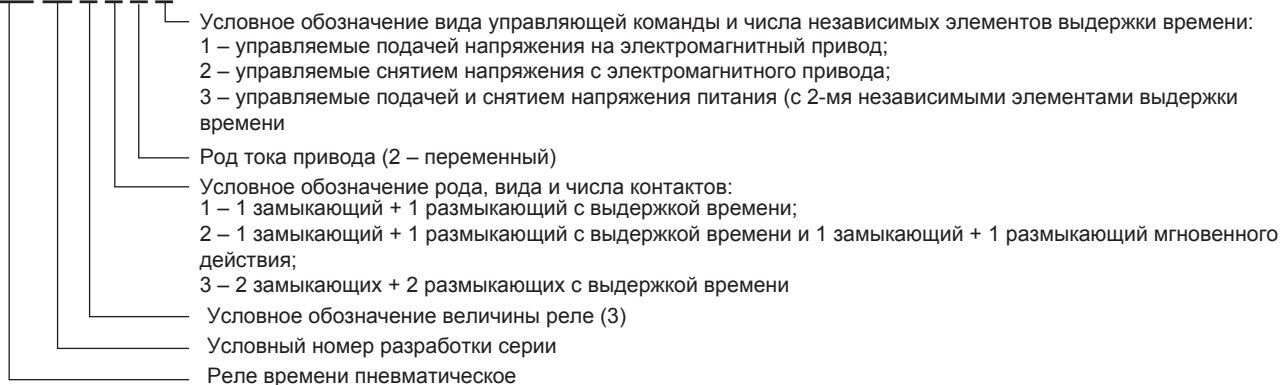 Условное обозначение вида управляющей команды и числа независимых элементов выдержки времени:
1 – управляемые подачей напряжения на электромагнитный привод;
2 – управляемые снятием напряжения с электромагнитного привода;
3 – управляемые подачей и снятием напряжения питания (с 2-мя независимыми элементами выдержки
времени
Род тока привода (2 – переменный)
Условное обозначение рода, вида и числа контактов:
1 – 1 замыкающий + 1 размыкающий с выдержкой времени;
2 – 1 замыкающий + 1 размыкающий с выдержкой времени и 1 замыкающий + 1 размыкающий мгновенного
действия;
3 – 2 замыкающих + 2 размыкающих с выдержкой времени
Условное обозначение величины реле (3)
Условный номер разработки серии
Реле времени пневматическое